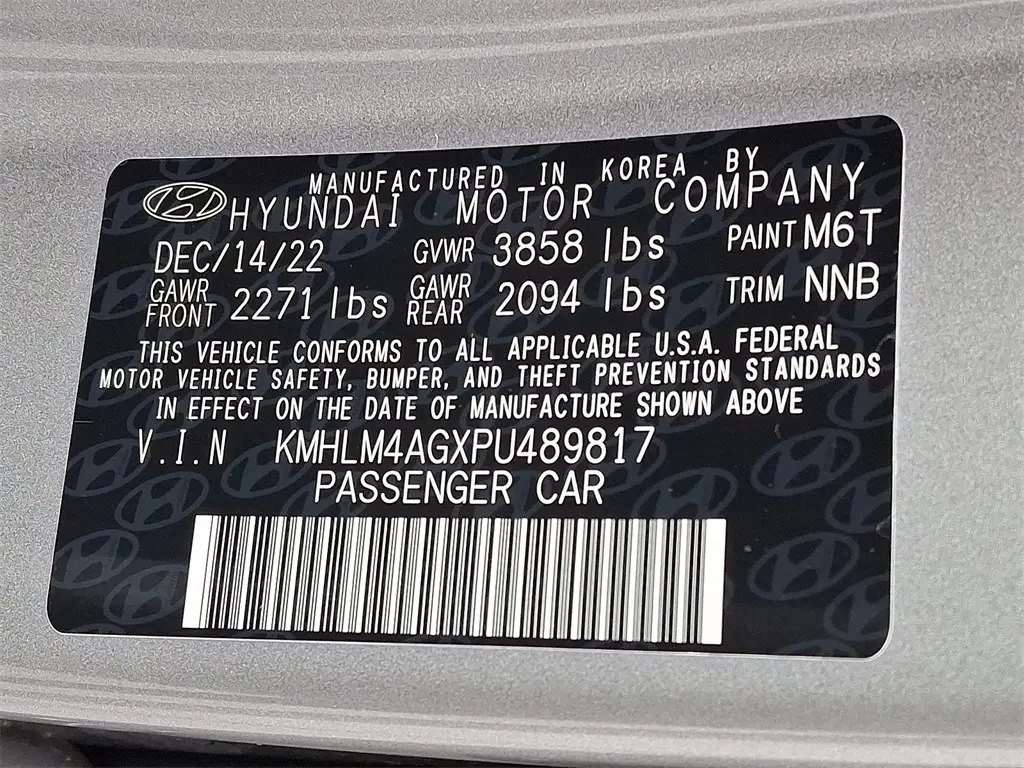 MANUFACTURED IN KOREA BY
HYUNDAI MOTOR COMPANY
DEC/14/22 GVWR 3858 lbs PAINT M6T
GAWR FRONT 2271 lbs GAWR REAR 2094 lbs TRIM NNB
THIS VEHICLE CONFORMS TO ALL APPLICABLE U.S.A. FEDERAL
MOTOR VEHICLE SAFETY, BUMPER, AND THEFT PREVENTION STANDARDS
IN EFFECT ON THE DATE OF MANUFACTURE SHOWN ABOVE
V.I.N KMHLM4AGXPU489817
PASSENGER CAR